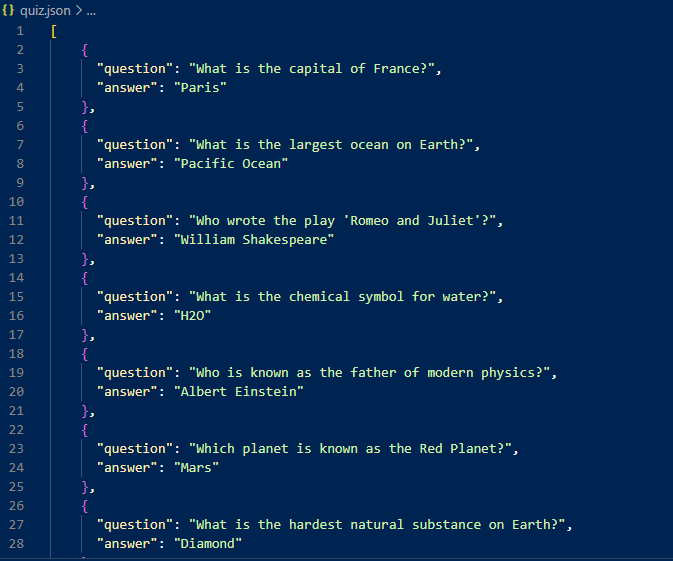 {} quiz.json > ...
1 [
2 {
3 "question": "What is the capital of France?",
4 "answer": "Paris"
5 },
6 {
7 "question": "What is the largest ocean on Earth?",
8 "answer": "Pacific Ocean"
9 },
10 {
11 "question": "Who wrote the play 'Romeo and Juliet'?",
12 "answer": "William Shakespeare"
13 },
14 {
15 "question": "What is the chemical symbol for water?",
16 "answer": "H2O"
17 },
18 {
19 "question": "Who is known as the father of modern physics?",
20 "answer": "Albert Einstein"
21 },
22 {
23 "question": "Which planet is known as the Red Planet?",
24 "answer": "Mars"
25 },
26 {
27 "question": "What is the hardest natural substance on Earth?",
28 "answer": "Diamond"